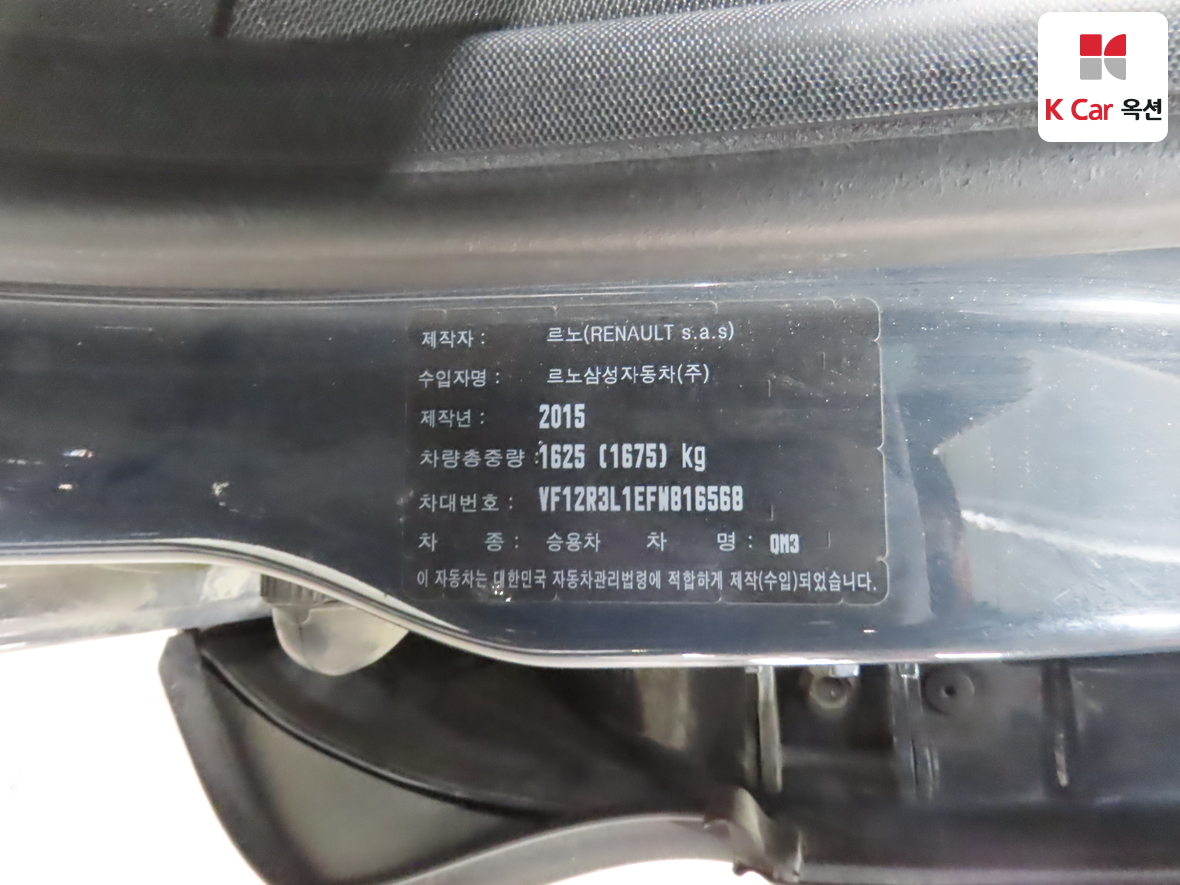 K Car 옥션
제작자 : 르노(RENAULT s.a.s)
수입자명 : 르노삼성자동차(주)
제작년 : 2015
차량총중량 : 1625 (1675) kg
차대번호 : VF12R3L1EFW816568
차 종 : 승용차 차 명 : QM3
이 자동차는 대한민국 자동차관리법령에 적합하게 제작(수입)되었습니다.